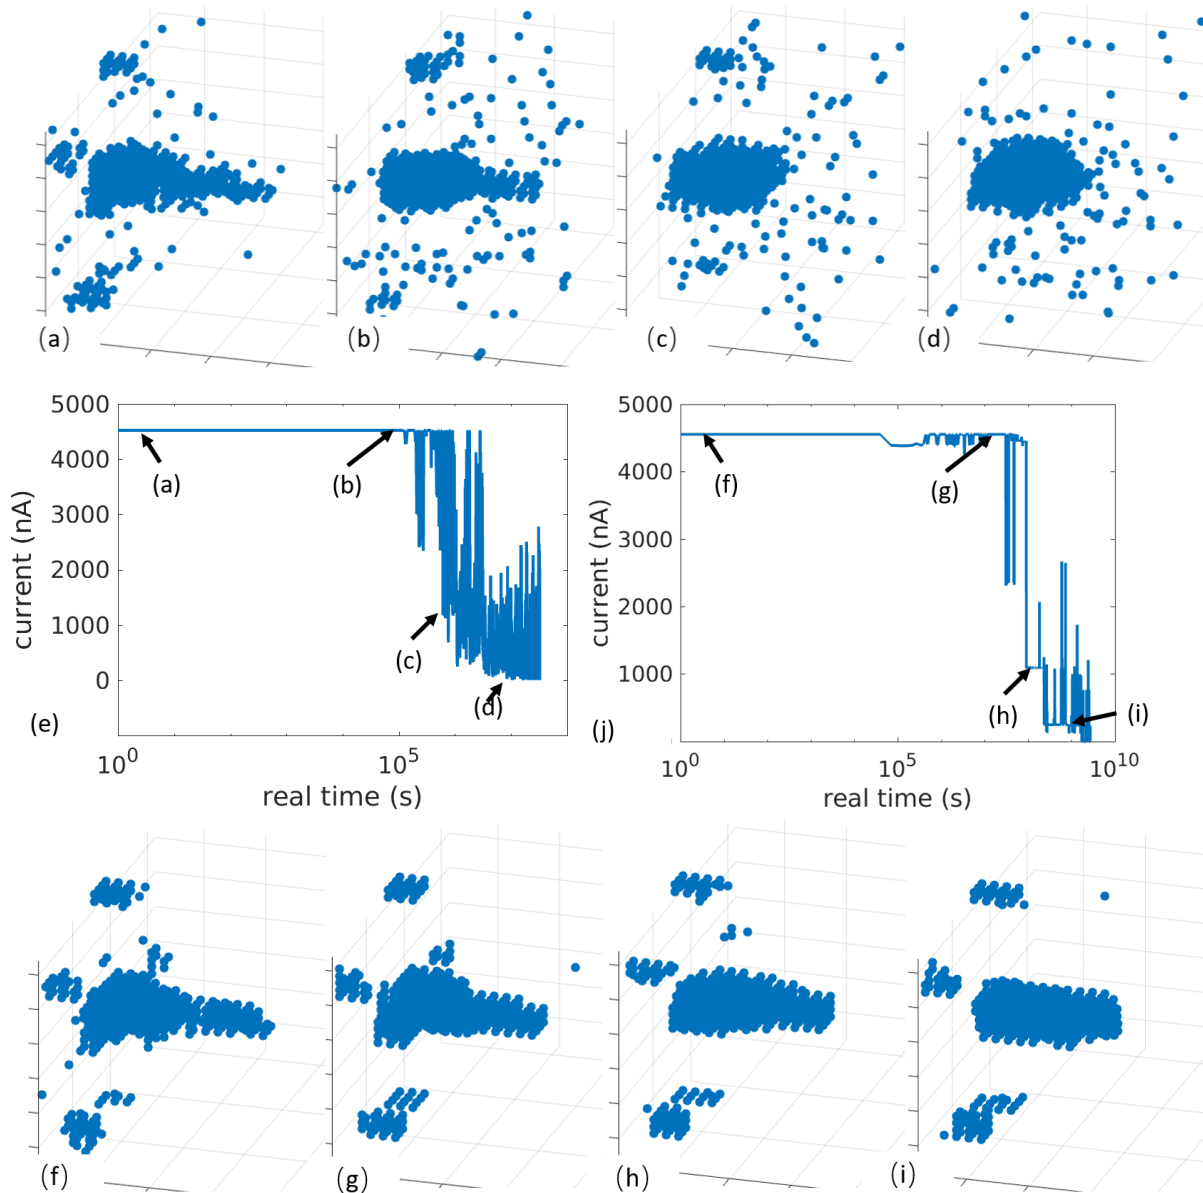 (a)
(b)
(c)
(d)
5000
4000
3000
2000
1000
0
current (nA)
(a)
(b)
(c)
(d)
(e)
10^0
10^5
real time (s)
5000
4000
3000
2000
1000
current (nA)
(f)
(g)
(h)
(i)
(j)
10^0
10^5
10^10
real time (s)
(f)
(g)
(h)
(i)